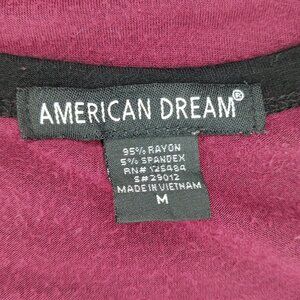 AMERICAN DREAM®
95% RAYON
5% SPANDEX
RN# 125484
S#29012
MADE IN VIETNAM
M